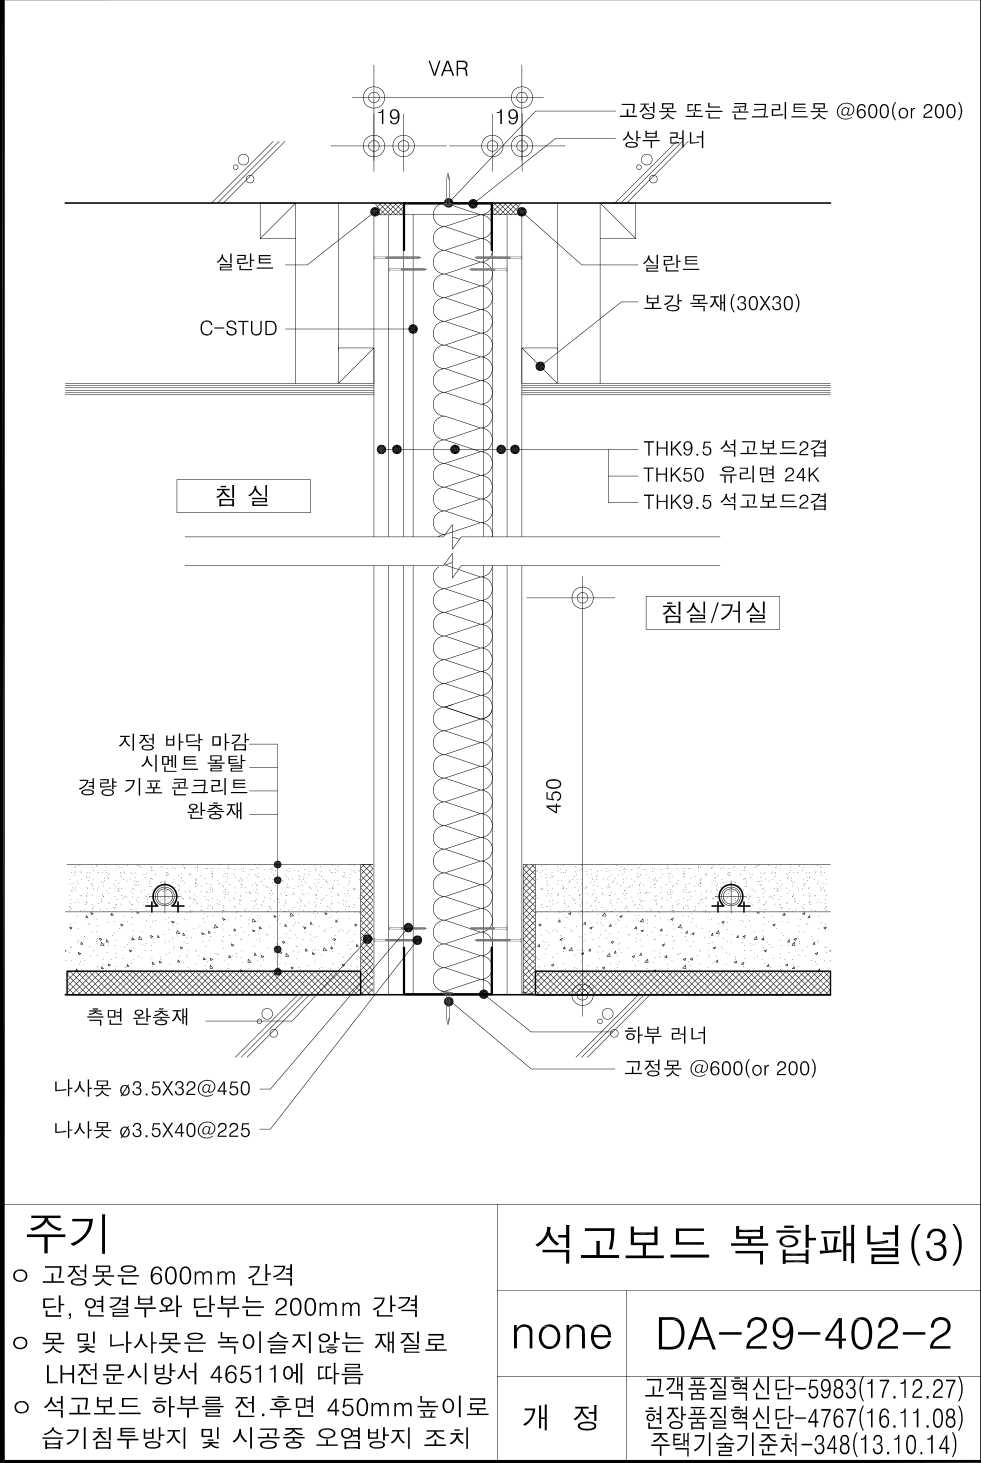 VAR
19
19
고정못 또는 콘크리트못 @600(or 200)
상부 러너
실란트
실란트
보강 목재(30X30)
C-STUD
THK9.5 석고보드2겹
THK50 유리면 24K
THK9.5 석고보드2겹
침 실
침실/거실
지정 바닥 마감
시멘트 몰탈
경량 기포 콘크리트
완충재
450
측면 완충재
하부 러너
고정못 @600(or 200)
나사못 ø3.5X32@450
나사못 ø3.5X40@225
주기
o 고정못은 600mm 간격
단, 연결부와 단부는 200mm 간격
o 못 및 나사못은 녹이슬지않는 재질로
LH전문시방서 46511에 따름
o 석고보드 하부를 전.후면 450mm높이로
습기침투방지 및 시공중 오염방지 조치
석고보드 복합패널(3)
none
DA-29-402-2
개 정
고객품질혁신단-5983(17.12.27)
현장품질혁신단-4767(16.11.08)
주택기술기준처-348(13.10.14)